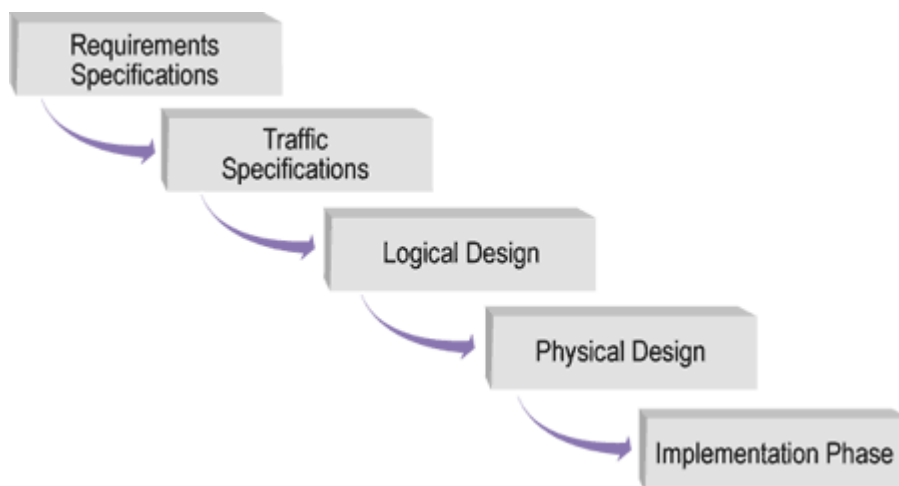 Requirements
Specifications
Traffic
Specifications
Logical Design
Physical Design
Implementation Phase